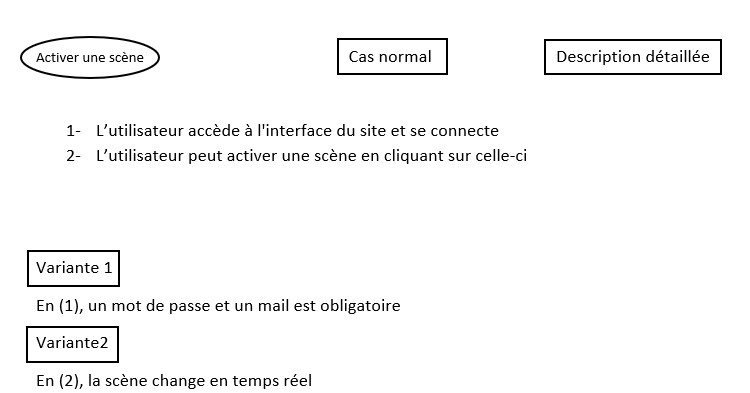 Activer une scène
Cas normal
Description détaillée
1- L’utilisateur accède à l'interface du site et se connecte
2- L’utilisateur peut activer une scène en cliquant sur celle-ci
Variante 1
En (1), un mot de passe et un mail est obligatoire
Variante2
En (2), la scène change en temps réel